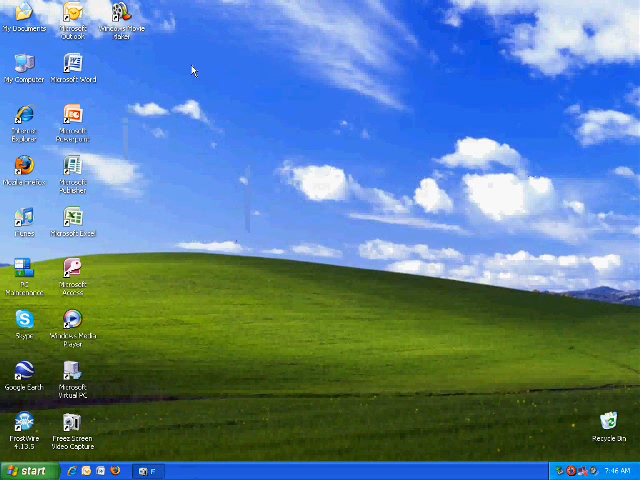 My Documents
Microsoft
Outlook
Windows Movie
Maker
My Computer
Microsoft Word
Internet
Explorer
Microsoft
Powerpoint
Mozilla Firefox
Microsoft
Publisher
iTunes
Microsoft Excel
PC
Maintenance
Microsoft
Access
Skype
Windows Media
Player
Google Earth
Microsoft
Virtual PC
FrostWire
4.13.5
Freez Screen
Video Capture
Recycle Bin
start
F
7:46 AM